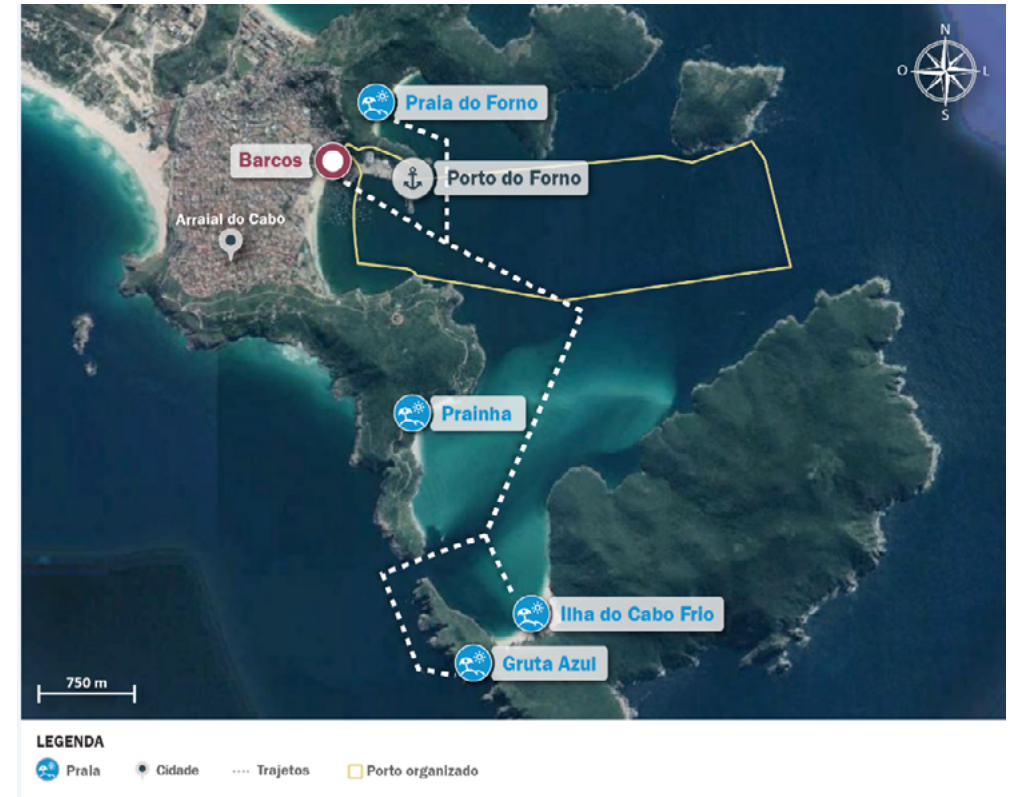 N
O
L
S
Praia do Forno
Barcos
Porto do Forno
Arraial do Cabo
Prainha
Ilha do Cabo Frio
Gruta Azul
750 m
LEGENDA
Praia
Cidade
Trajetos
Porto organizado